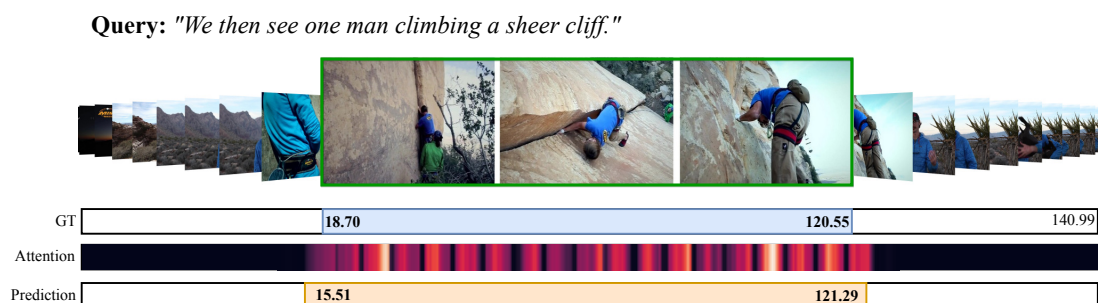 Query: "We then see one man climbing a sheer cliff."
GT 18.70 120.55 140.99
Attention
Prediction 15.51 121.29